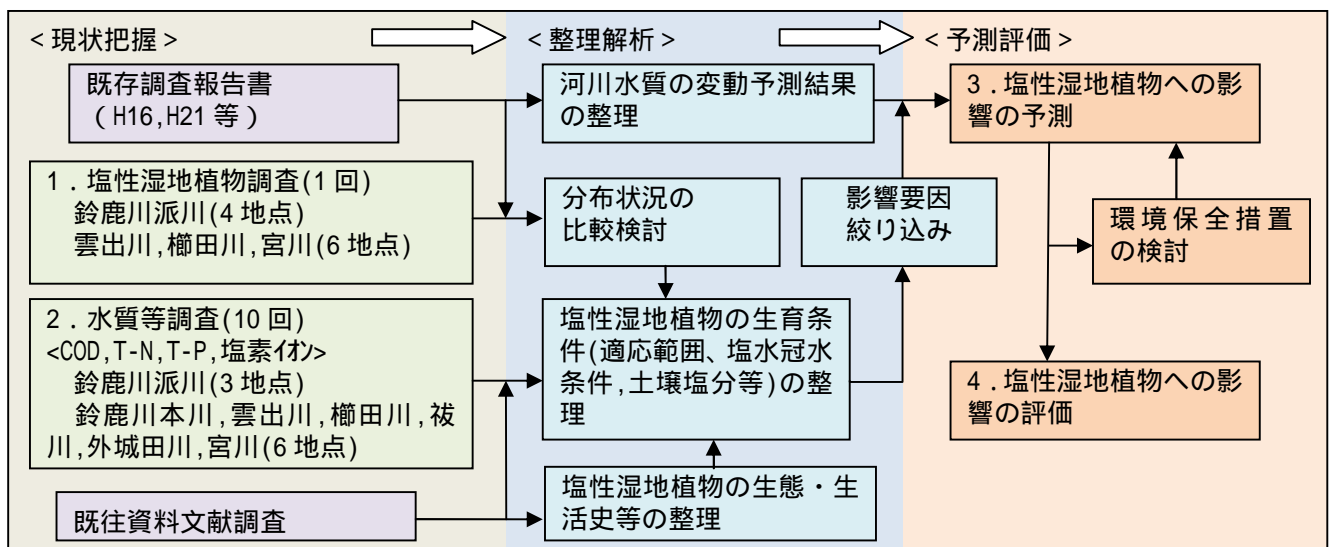 <現状把握>
<整理解析>
<予測評価>
既存調査報告書
(H16,H21 等)
1.塩性湿地植物調査(1回)
鈴鹿川派川(4地点)
雲出川,櫛田川,宮川(6地点)
2.水質等調査(10回)
<COD,T-N,T-P,塩素イオン>
鈴鹿川派川(3地点)
鈴鹿川本川,雲出川,櫛田川,祓
川,外城田川,宮川(6地点)
既往資料文献調査
河川水質の変動予測結果
の整理
分布状況の
比較検討
影響要因
絞り込み
塩性湿地植物の生育条
件(適応範囲、塩水冠水
条件,土壌塩分等)の整
理
塩性湿地植物の生態・生
活史等の整理
3.塩性湿地植物への影
響の予測
環境保全措置
の検討
4.塩性湿地植物への影
響の評価